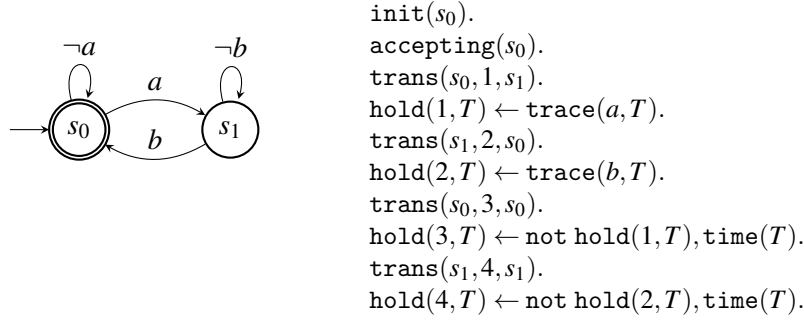 ¬a
¬b
a
s₀
s₁
b
init(s₀).
accepting(s₀).
trans(s₀,1,s₁).
hold(1,T) ← trace(a,T).
trans(s₁,2,s₀).
hold(2,T) ← trace(b,T).
trans(s₀,3,s₀).
hold(3,T) ← not hold(1,T),time(T).
trans(s₁,4,s₁).
hold(4,T) ← not hold(2,T),time(T).